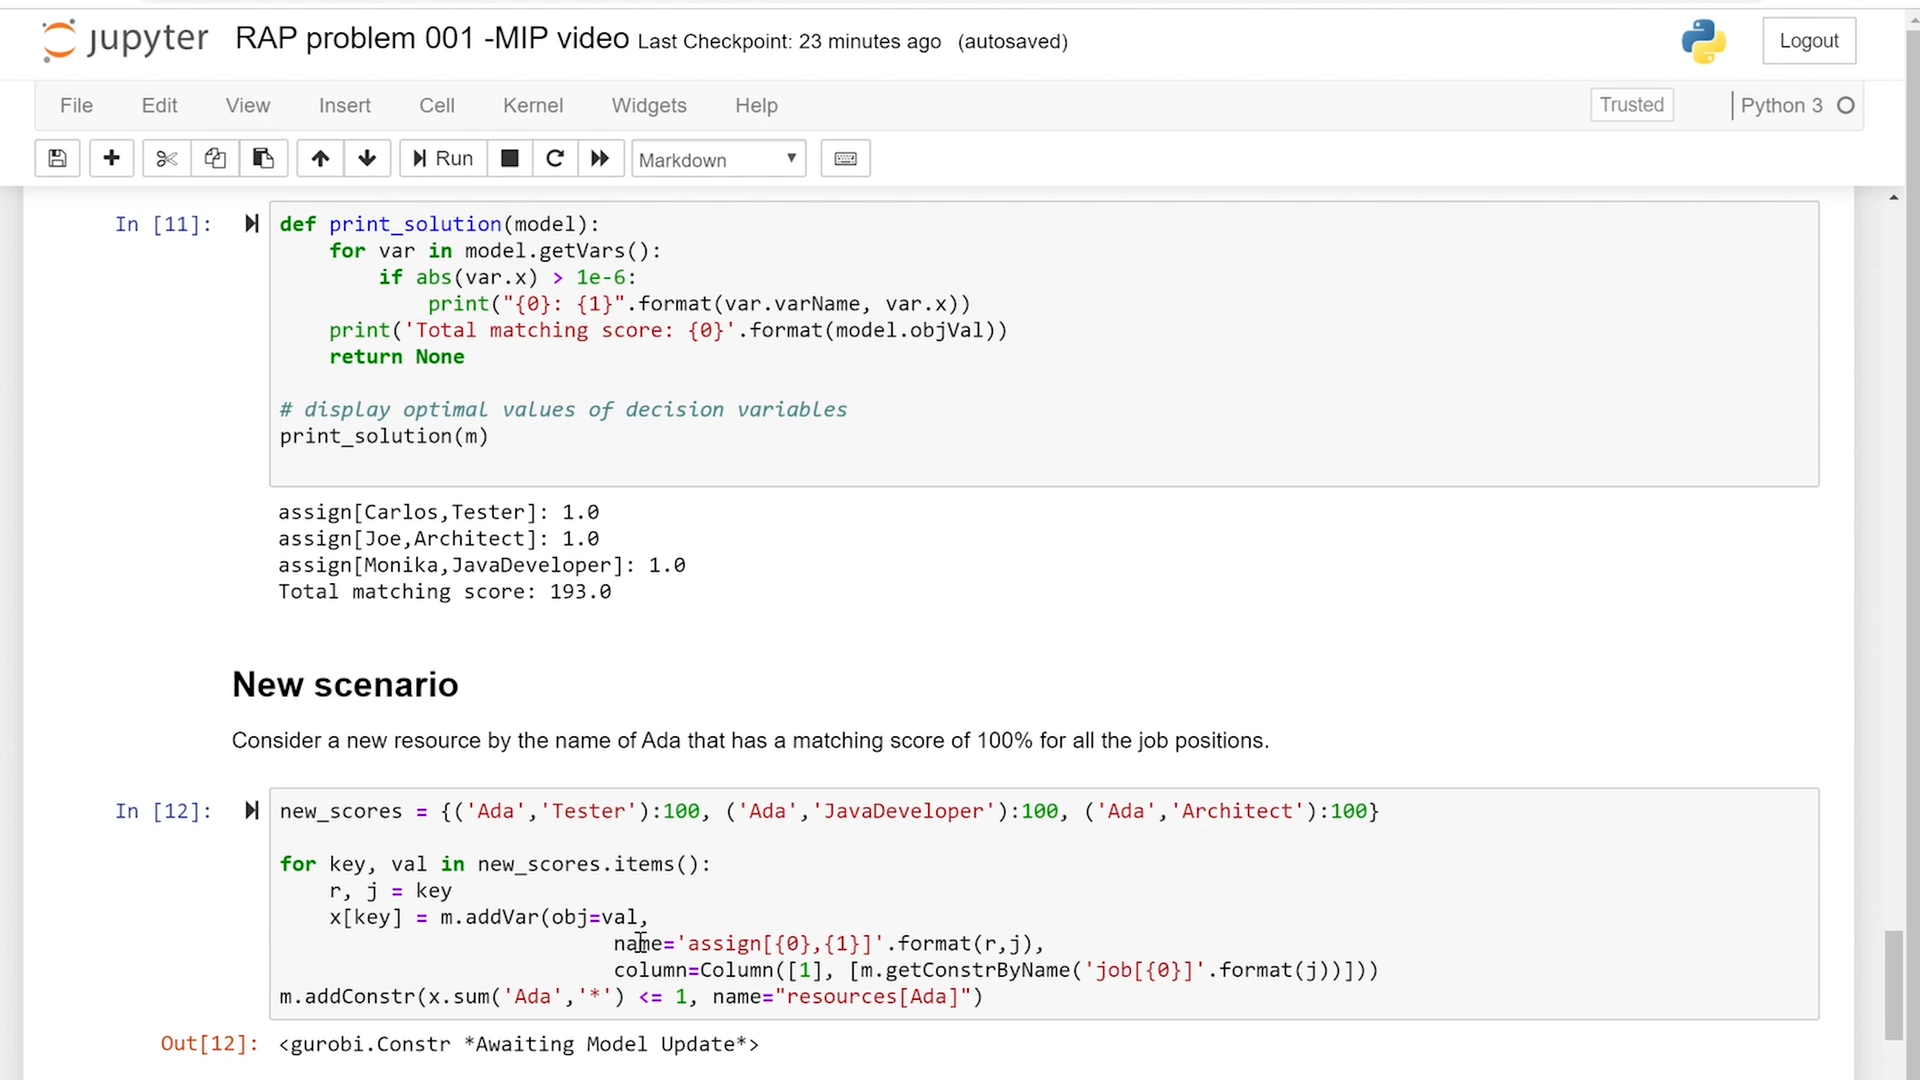 jupyter RAP problem 001 -MIP video Last Checkpoint: 23 minutes ago (autosaved) Logout
File Edit View Insert Cell Kernel Widgets Help Trusted Python 3
Run Markdown
In [11]: def print_solution(model):
    for var in model.getVars():
        if abs(var.x) > 1e-6:
            print("{0}: {1}".format(var.varName, var.x))
    print('Total matching score: {0}'.format(model.objVal))
    return None
# display optimal values of decision variables
print_solution(m)
assign[Carlos,Tester]: 1.0
assign[Joe,Architect]: 1.0
assign[Monika,JavaDeveloper]: 1.0
Total matching score: 193.0
New scenario
Consider a new resource by the name of Ada that has a matching score of 100% for all the job positions.
In [12]: new_scores = {('Ada','Tester'):100, ('Ada','JavaDeveloper'):100, ('Ada','Architect'):100}
for key, val in new_scores.items():
    r, j = key
    x[key] = m.addVar(obj=val,
                           name='assign[{0},{1}]'.format(r,j),
                           column=Column([1], [m.getConstrByName('job[{0}]'.format(j))]))
m.addConstr(x.sum('Ada','*') <= 1, name="resources[Ada]")
Out[12]: <gurobi.Constr *Awaiting Model Update*>